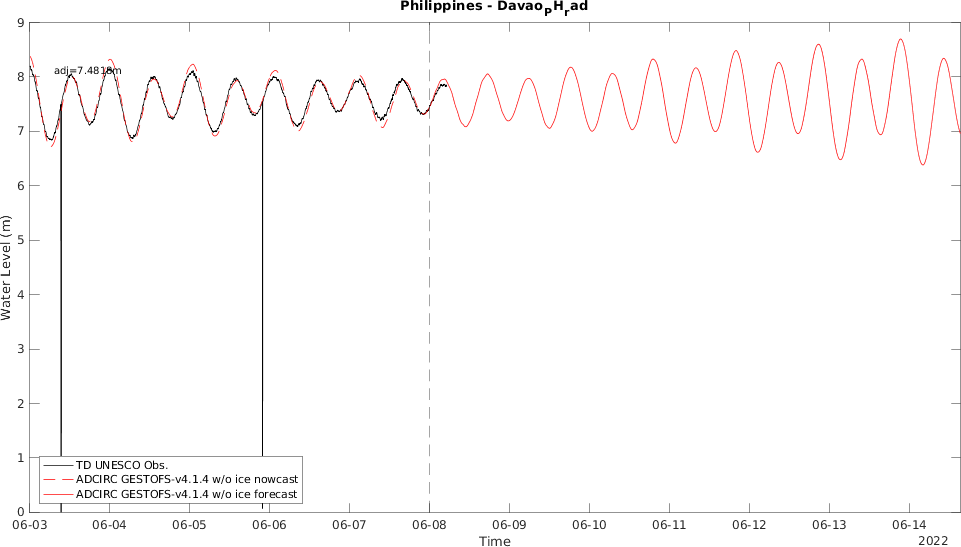 Philippines - Davao_PH_rad
9
8
7
6
5
4
3
2
1
0
Water Level (m)
adj=7.4818m
TD UNESCO Obs.
ADCIRC GESTOFS-v4.1.4 w/o ice nowcast
ADCIRC GESTOFS-v4.1.4 w/o ice forecast
06-03 06-04 06-05 06-06 06-07 06-08 06-09 06-10 06-11 06-12 06-13 06-14
Time
2022